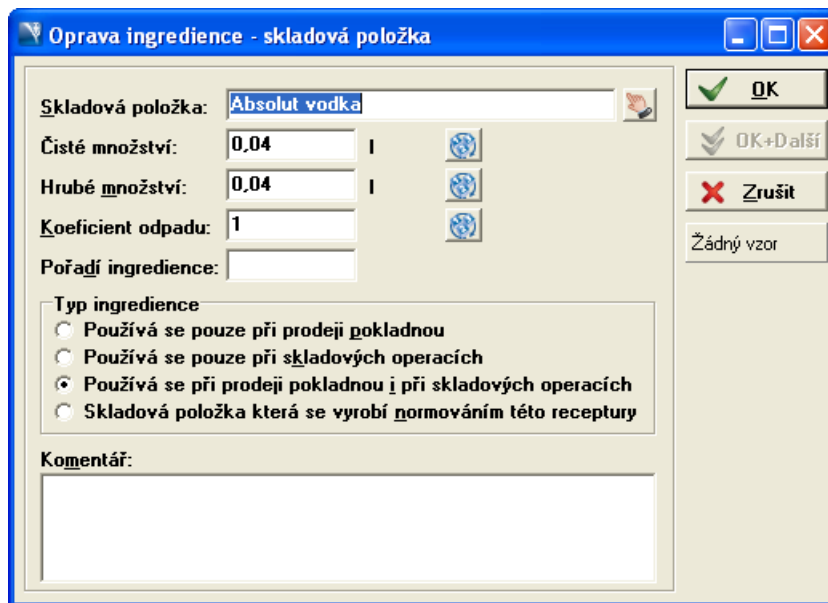 Oprava ingredience - skladová položka
Skladová položka: Absolut vodka
Čisté množství: 0,04 l
Hrubé množství: 0,04 l
Koeficient odpadu: 1
Pořadí ingredience:
Typ ingredience
Používá se pouze při prodeji pokladnou
Používá se pouze při skladových operacích
Používá se při prodeji pokladnou i při skladových operacích
Skladová položka která se vyrobí normováním této receptury
Komentář:
OK
OK+Další
Zrušit
Žádný vzor